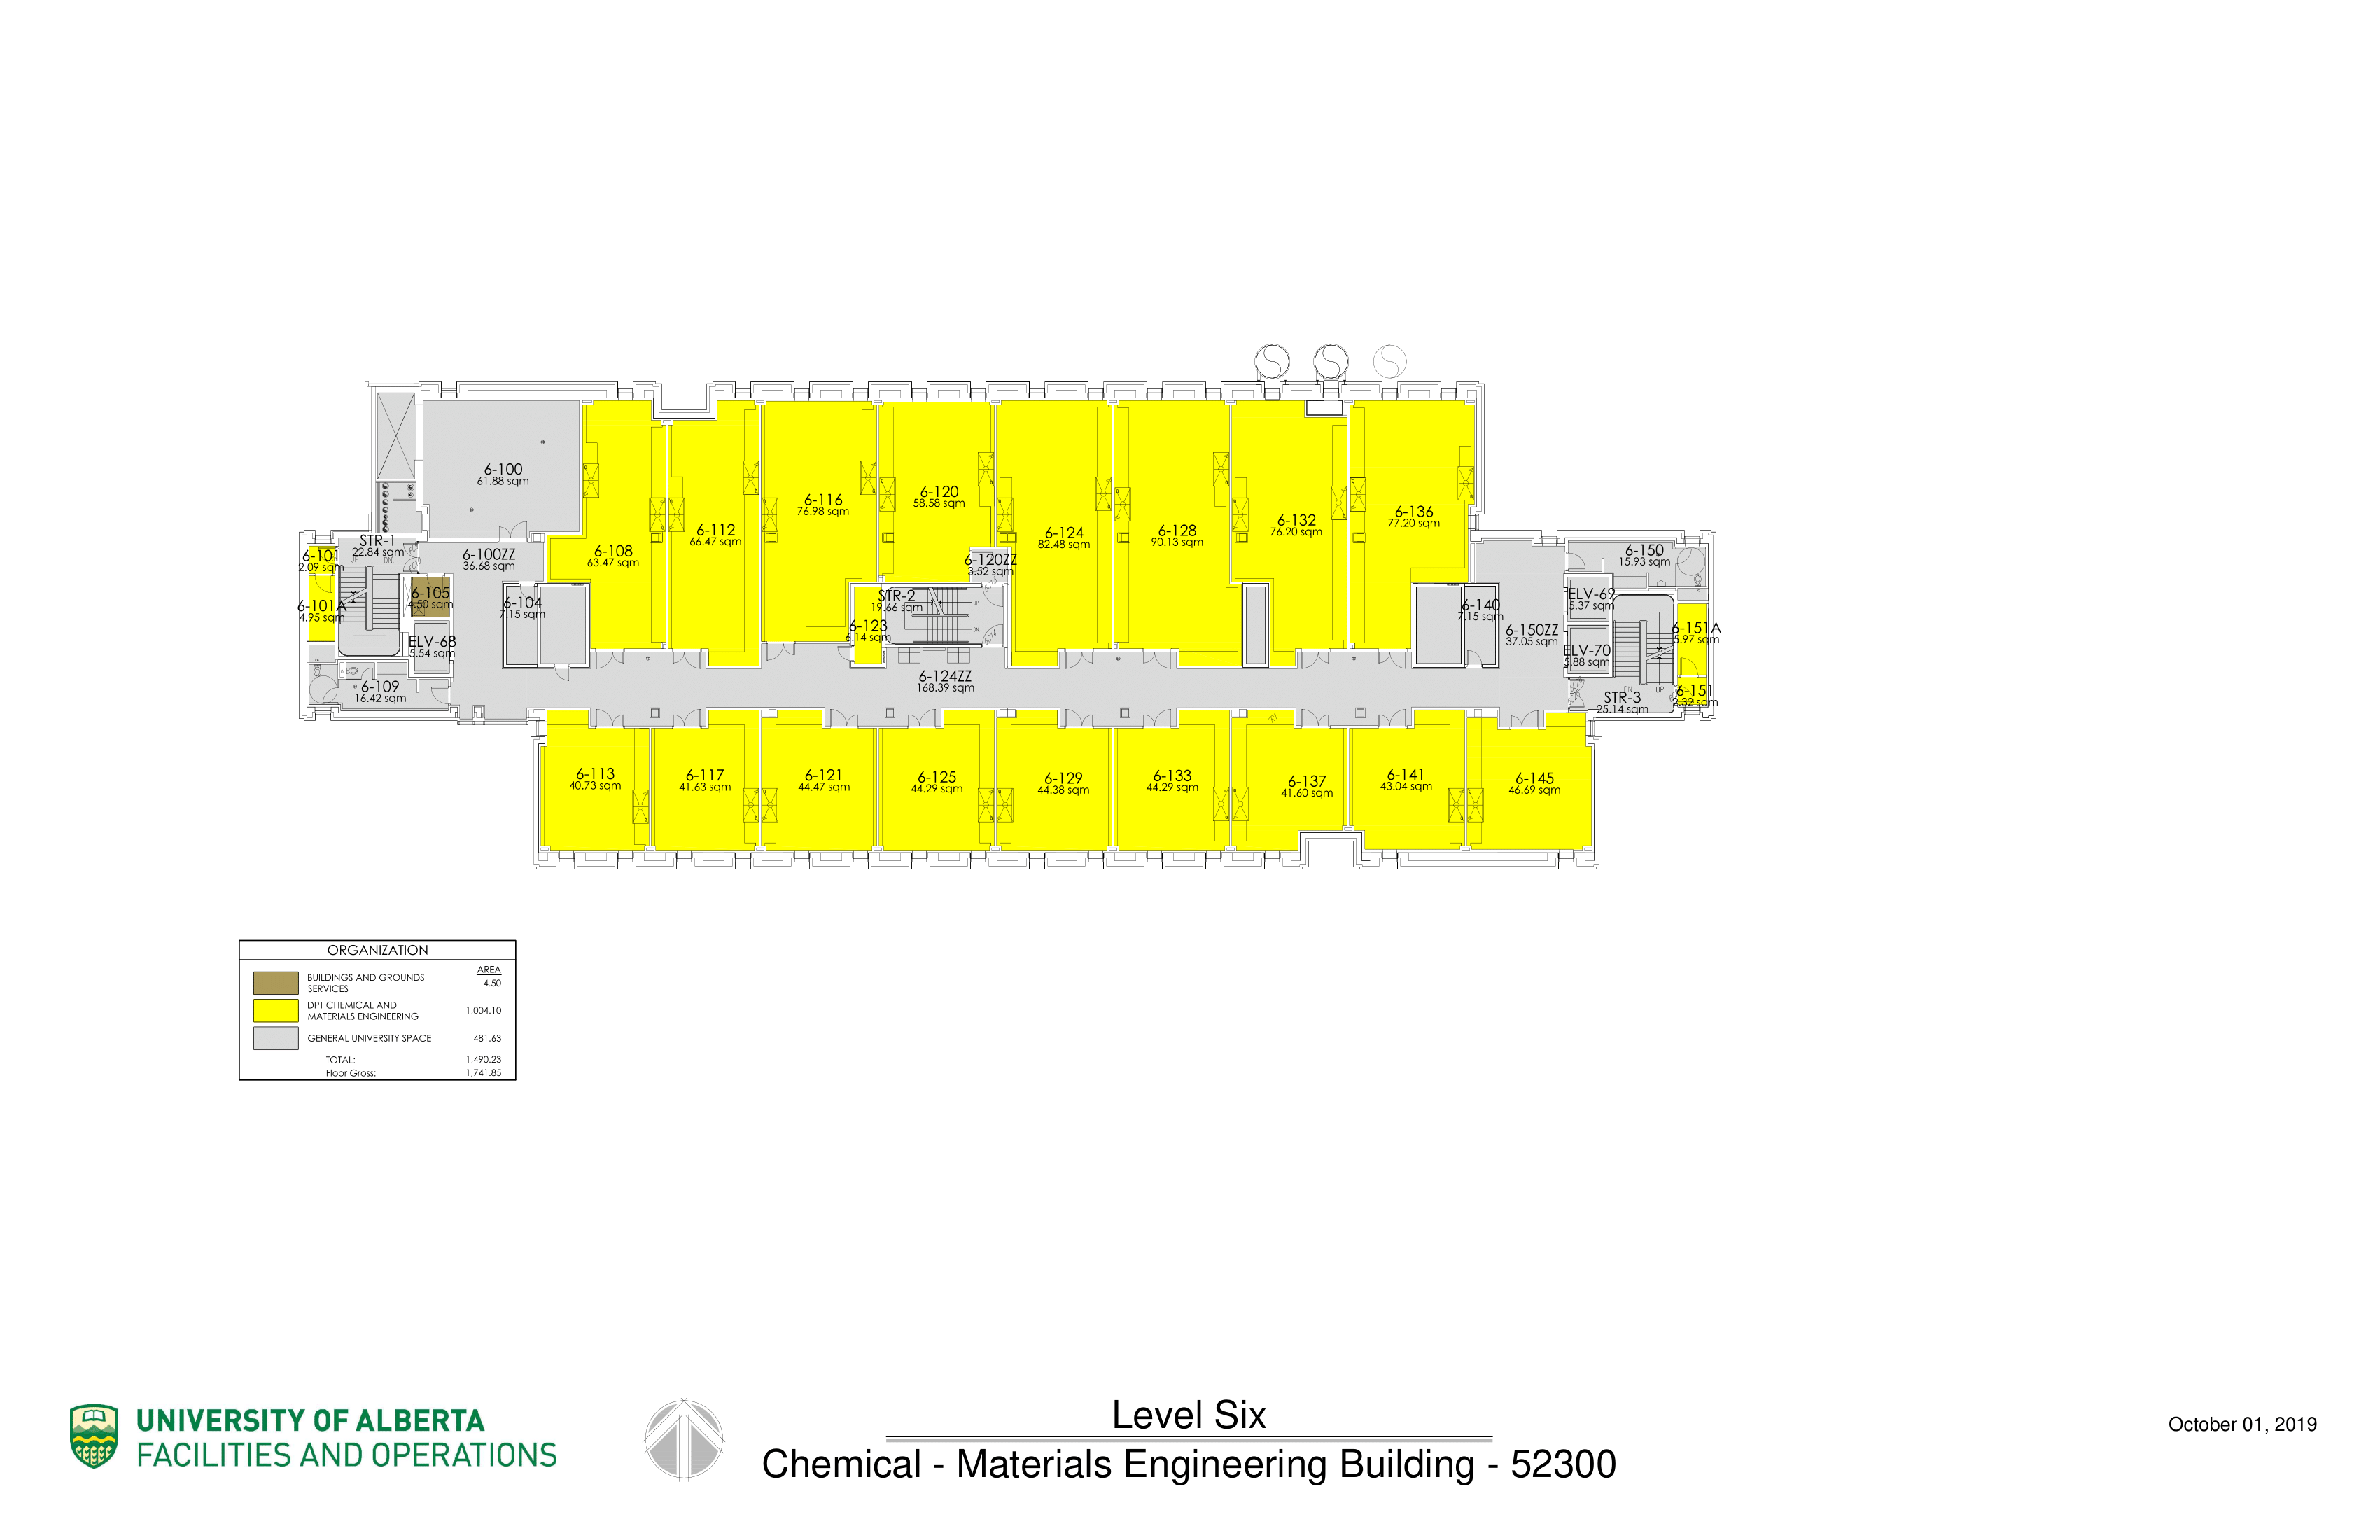 6-100
61.88 sqm
6-108
63.47 sqm
6-112
66.47 sqm
6-116
76.98 sqm
6-120
58.58 sqm
6-124
82.48 sqm
6-128
90.13 sqm
6-132
76.20 sqm
6-136
77.20 sqm
STR-1
22.84 sqm
UP
DN.
6-101
2.09 sqm
6-101A
4.95 sqm
6-100ZZ
36.68 sqm
6-105
4.50 sqm
6-104
7.15 sqm
ELV-68
5.54 sqm
6-109
16.42 sqm
6-120ZZ
3.52 sqm
STR-2
19.66 sqm
UP
DN.
6-123
6.14 sqm
6-124ZZ
168.39 sqm
6-140
7.15 sqm
6-150ZZ
37.05 sqm
6-150
15.93 sqm
ELV-69
5.37 sqm
ELV-70
5.88 sqm
6-151A
5.97 sqm
6-151
2.32 sqm
DN.
UP
STR-3
25.14 sqm
6-113
40.73 sqm
6-117
41.63 sqm
6-121
44.47 sqm
6-125
44.29 sqm
6-129
44.38 sqm
6-133
44.29 sqm
6-137
41.60 sqm
6-141
43.04 sqm
6-145
46.69 sqm
ORGANIZATION
AREA
BUILDINGS AND GROUNDS
SERVICES
4.50
DPT CHEMICAL AND
MATERIALS ENGINEERING
1,004.10
GENERAL UNIVERSITY SPACE 481.63
TOTAL: 1,490.23
Floor Gross: 1,741.85
UNIVERSITY OF ALBERTA
FACILITIES AND OPERATIONS
Level Six
Chemical - Materials Engineering Building - 52300
October 01, 2019